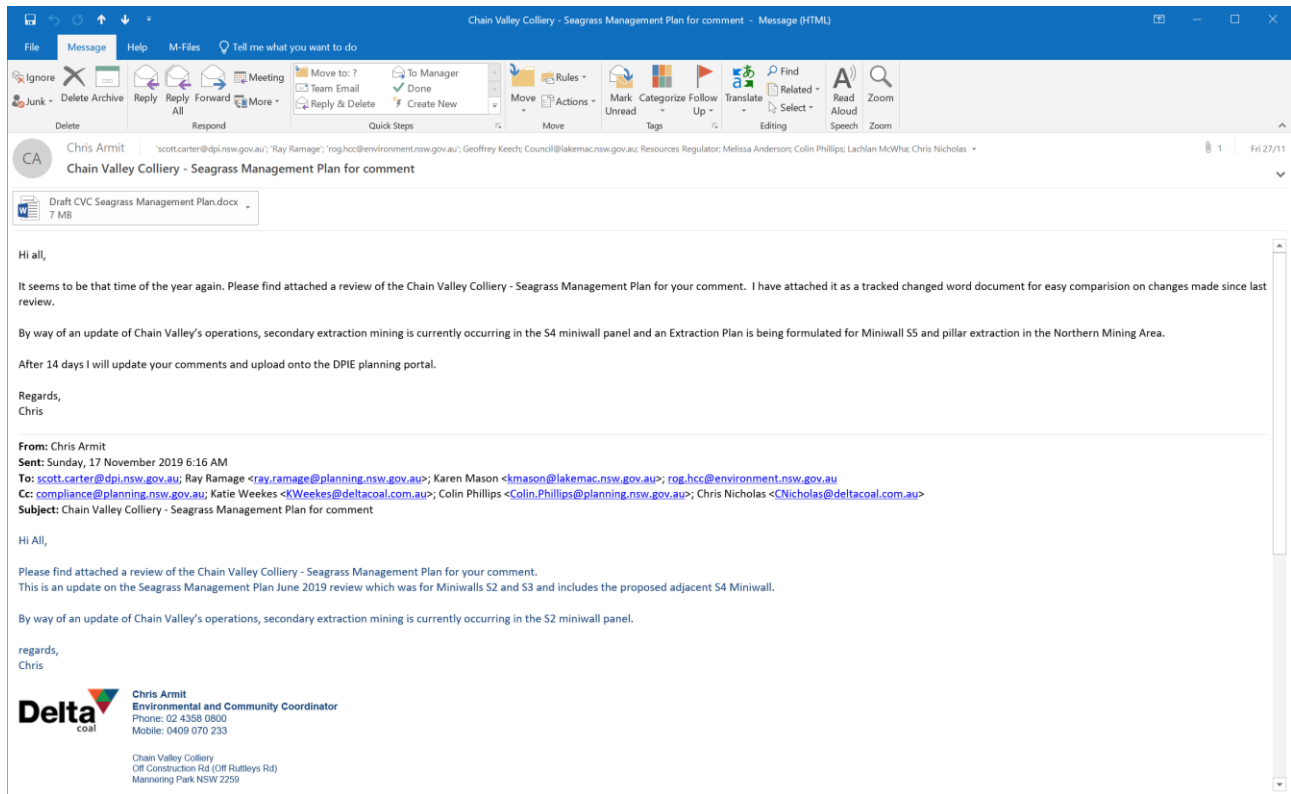 Chain Valley Colliery - Seagrass Management Plan for comment - Message (HTML)
File Message Help M-Files Tell me what you want to do
Ignore
Junk
Delete Archive
Reply Reply All Forward
Meeting
More
Move to: ? To Manager
Team Email Done
Reply & Delete Create New
Move
Rules
Actions
Mark Unread Categorize Follow Up
Translate
Find
Related
Select
Read Aloud
Zoom
Delete Respond Quick Steps Move Tags Editing Speech Zoom
CA
Chris Armit 'scott.carter@dpi.nsw.gov.au'; 'Ray Ramage'; 'rog.hcc@environment.nsw.gov.au'; Geoffrey Keech; Council@lakemac.nsw.gov.au; Resources Regulator; Melissa Anderson; Colin Phillips; Lachlan McWha; Chris Nicholas 1 Fri 27/11
Chain Valley Colliery - Seagrass Management Plan for comment
Draft CVC Seagrass Management Plan.docx
7 MB
Hi all,
It seems to be that time of the year again. Please find attached a review of the Chain Valley Colliery - Seagrass Management Plan for your comment. I have attached it as a tracked changed word document for easy comparision on changes made since last
review.
By way of an update of Chain Valley's operations, secondary extraction mining is currently occurring in the S4 miniwall panel and an Extraction Plan is being formulated for Miniwall S5 and pillar extraction in the Northern Mining Area.
After 14 days I will update your comments and upload onto the DPIE planning portal.
Regards,
Chris
From: Chris Armit
Sent: Sunday, 17 November 2019 6:16 AM
To: scott.carter@dpi.nsw.gov.au; Ray Ramage <ray.ramage@planning.nsw.gov.au>; Karen Mason <kmason@lakemac.nsw.gov.au>; rog.hcc@environment.nsw.gov.au
Cc: compliance@planning.nsw.gov.au; Katie Weekes <KWeekes@deltacoal.com.au>; Colin Phillips <Colin.Phillips@planning.nsw.gov.au>; Chris Nicholas <CNicholas@deltacoal.com.au>
Subject: Chain Valley Colliery - Seagrass Management Plan for comment
Hi All,
Please find attached a review of the Chain Valley Colliery - Seagrass Management Plan for your comment.
This is an update on the Seagrass Management Plan June 2019 review which was for Miniwalls S2 and S3 and includes the proposed adjacent S4 Miniwall.
By way of an update of Chain Valley's operations, secondary extraction mining is currently occurring in the S2 miniwall panel.
regards,
Chris
Delta
coal
Chris Armit
Environmental and Community Coordinator
Phone: 02 4358 0800
Mobile: 0409 070 233
Chain Valley Colliery
Off Construction Rd (Off Ruttleys Rd)
Mannering Park NSW 2259